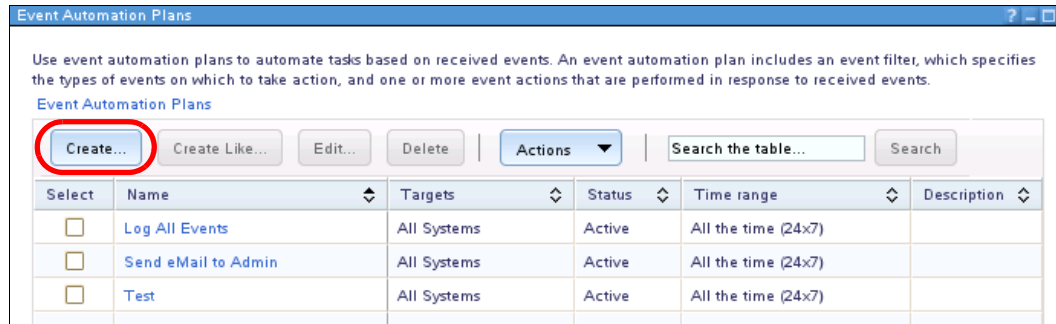 Event Automation Plans
?
Use event automation plans to automate tasks based on received events. An event automation plan includes an event filter, which specifies
the types of events on which to take action, and one or more event actions that are performed in response to received events.
Event Automation Plans
Create... Create Like... Edit... Delete Actions Search the table... Search
Select Name Targets Status Time range Description
Log All Events All Systems Active All the time (24x7)
Send eMail to Admin All Systems Active All the time (24x7)
Test All Systems Active All the time (24x7)